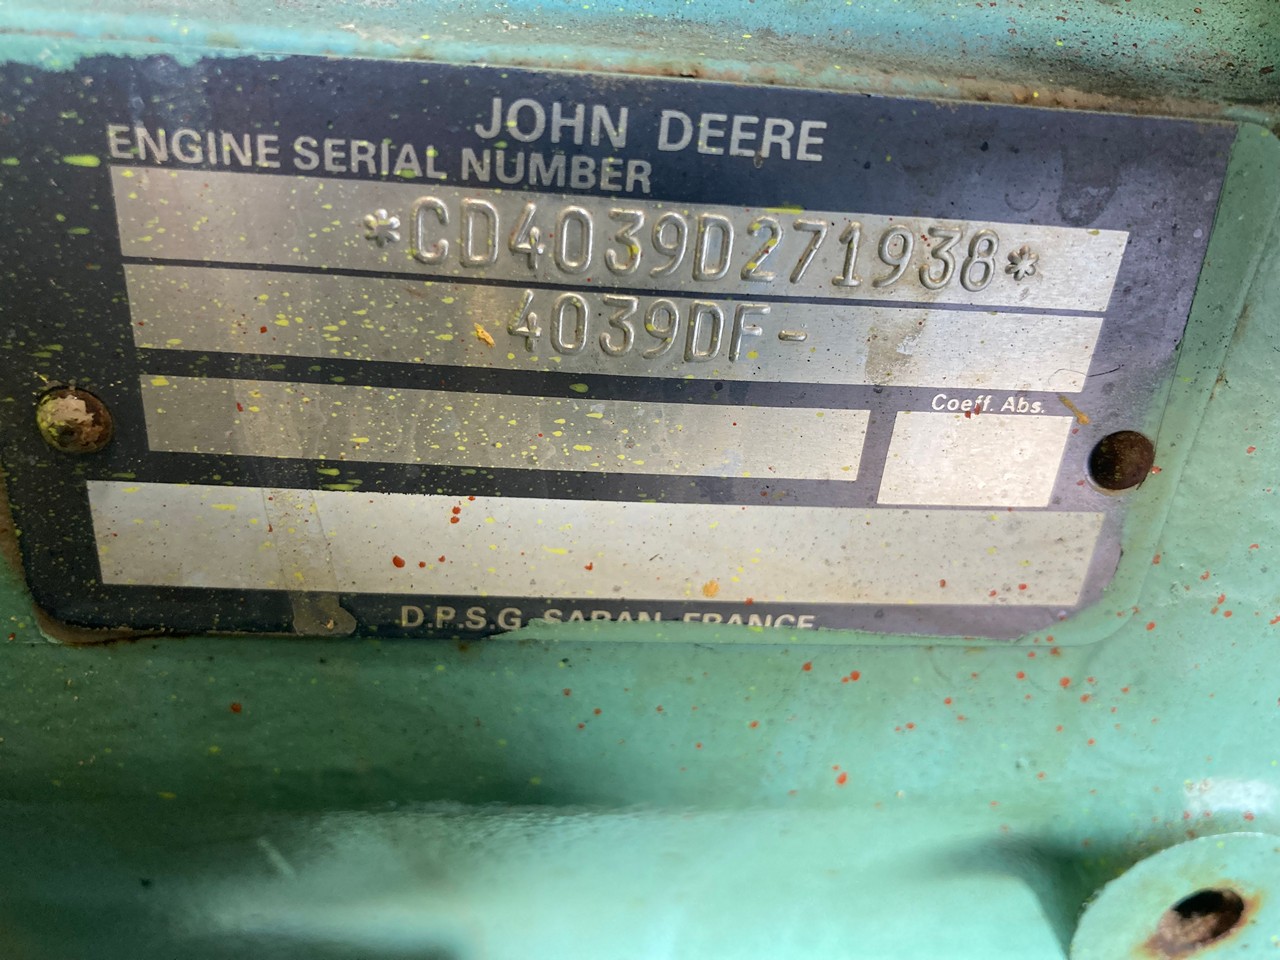 JOHN DEERE
ENGINE SERIAL NUMBER
*CD4039D271938*
4039DF-
Coeff. Abs.
D.P.S.G. SARAN FRANCE